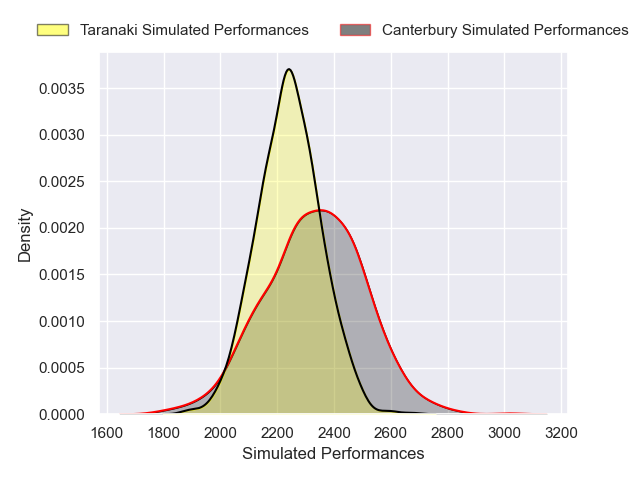 Taranaki Simulated Performances Canterbury Simulated Performances
0.0035
0.0030
0.0025
0.0020
0.0015
0.0010
0.0005
0.0000
Density
1600 1800 2000 2200 2400 2600 2800 3000 3200
Simulated Performances